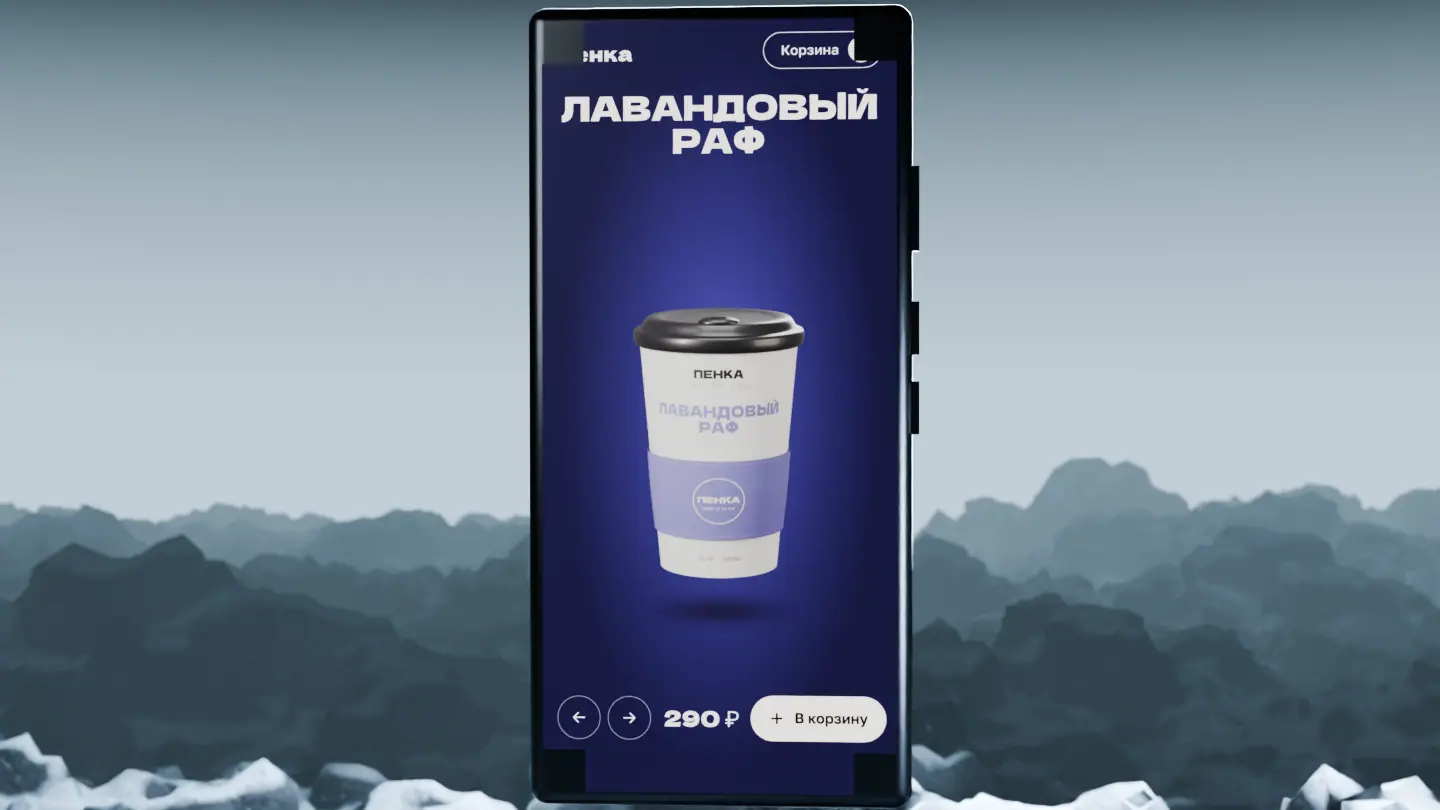 енка
Корзина
ЛАВАНДОВЫЙ
РАФ
ПЕНКА
ЛАВАНДОВЫЙ
РАФ
ПЕНКА
290 ₽
+ В корзину